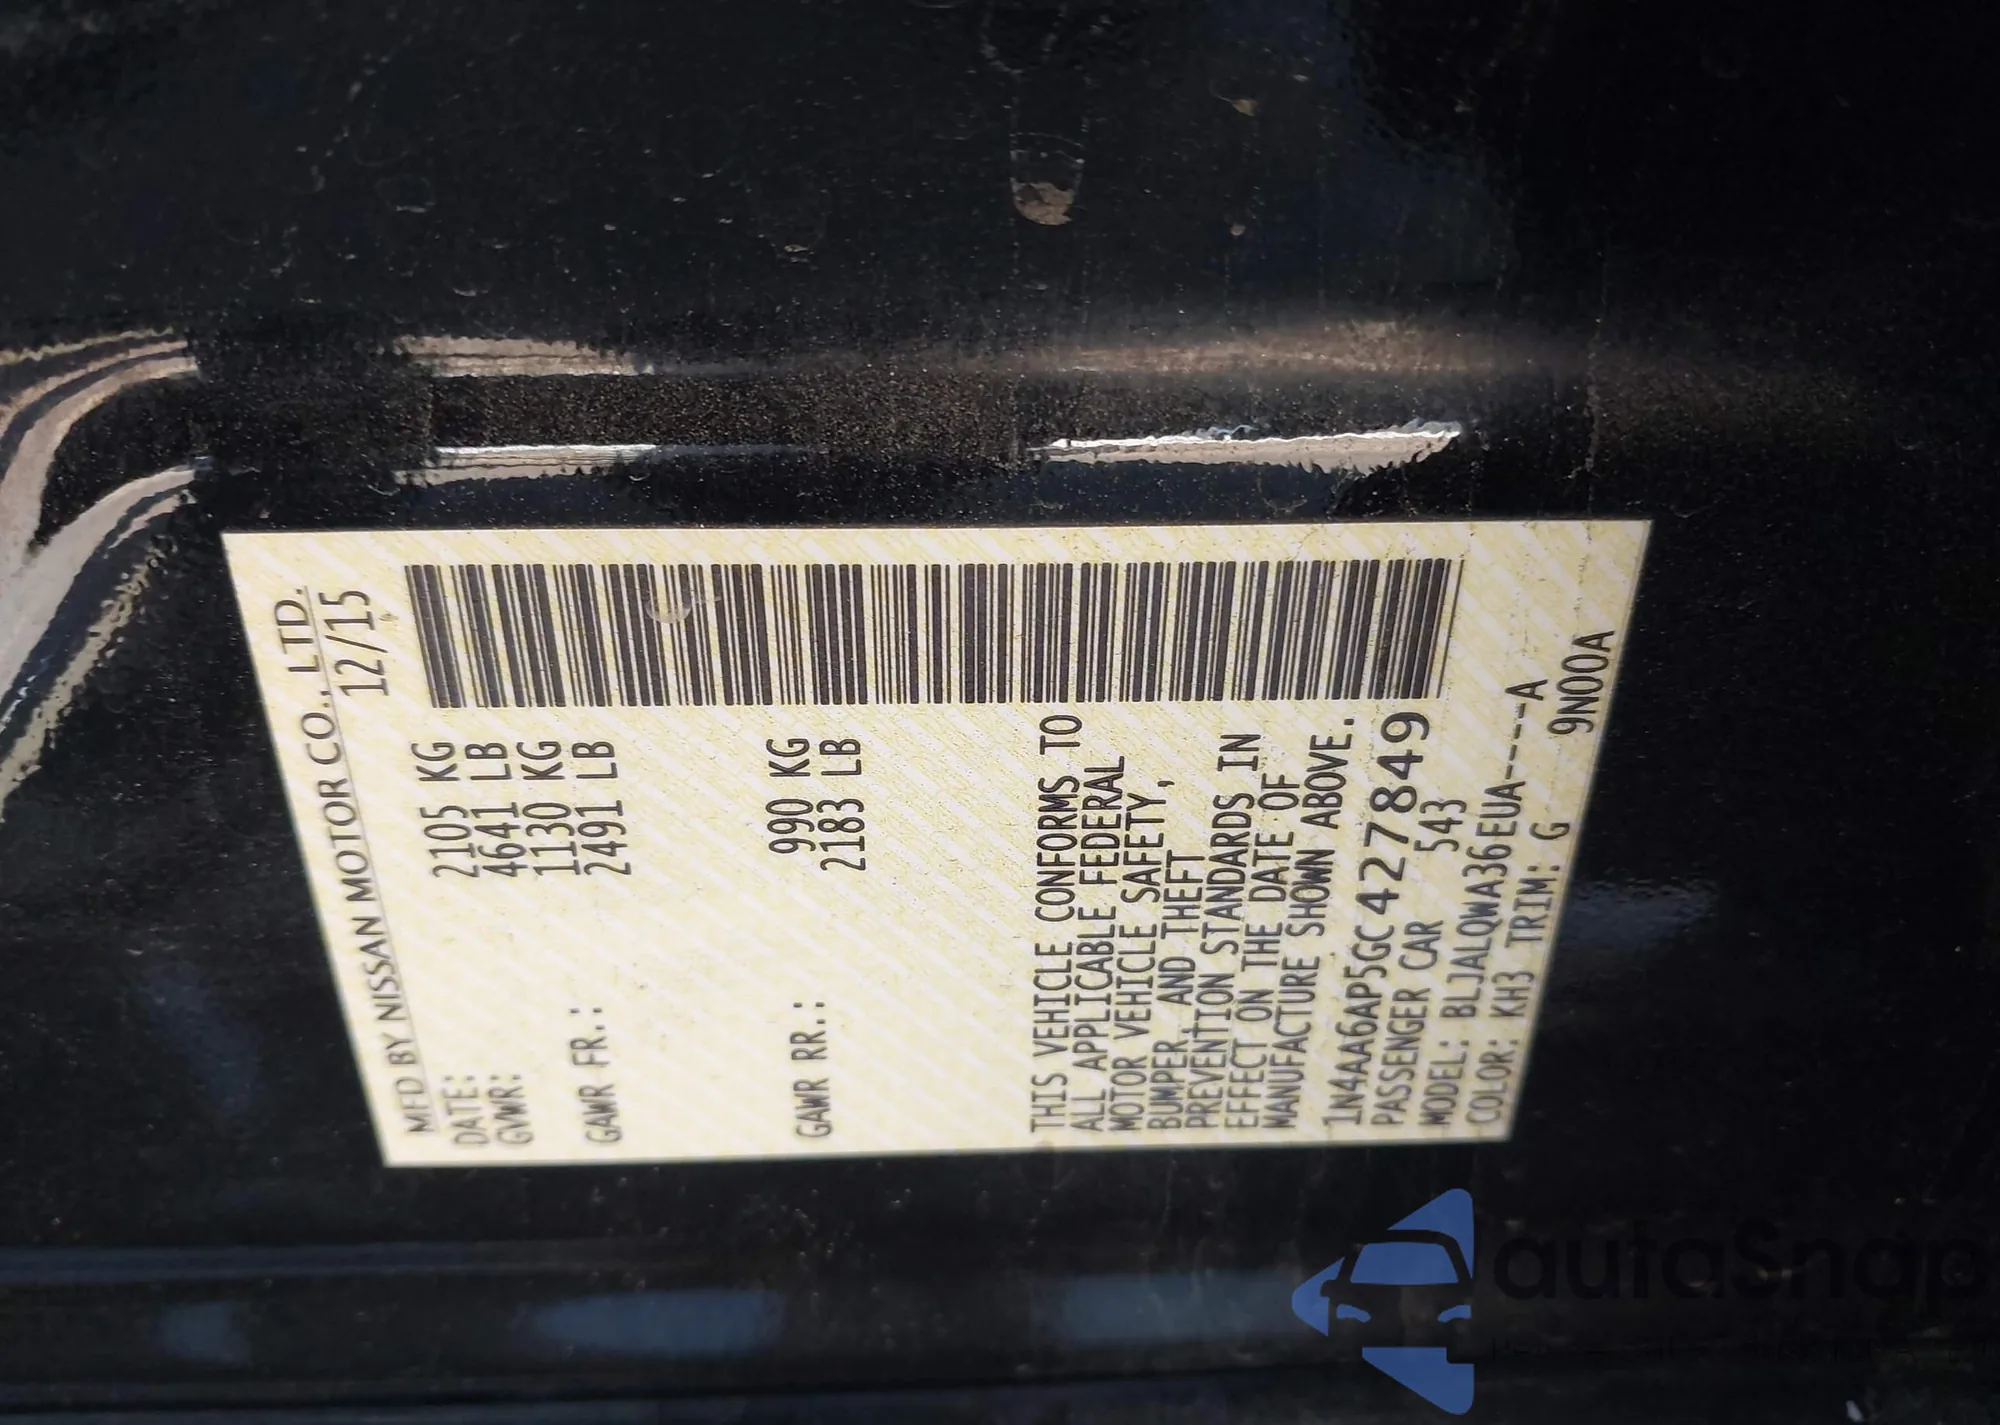 MFD BY NISSAN MOTOR CO., LTD.
DATE: 12/15
GVWR: 2105 KG
4641 LB
GAWR FR.: 1130 KG
2491 LB
GAWR RR.: 990 KG
2183 LB
THIS VEHICLE CONFORMS TO
ALL APPLICABLE FEDERAL
MOTOR VEHICLE SAFETY,
BUMPER, AND THEFT
PREVENTION STANDARDS IN
EFFECT ON THE DATE OF
MANUFACTURE SHOWN ABOVE.
1N4AA6AP5GC427849
PASSENGER CAR 543
MODEL: BLJALQWA36EUA----A
COLOR: KH3 TRIM: G 9N00A
autoSnap